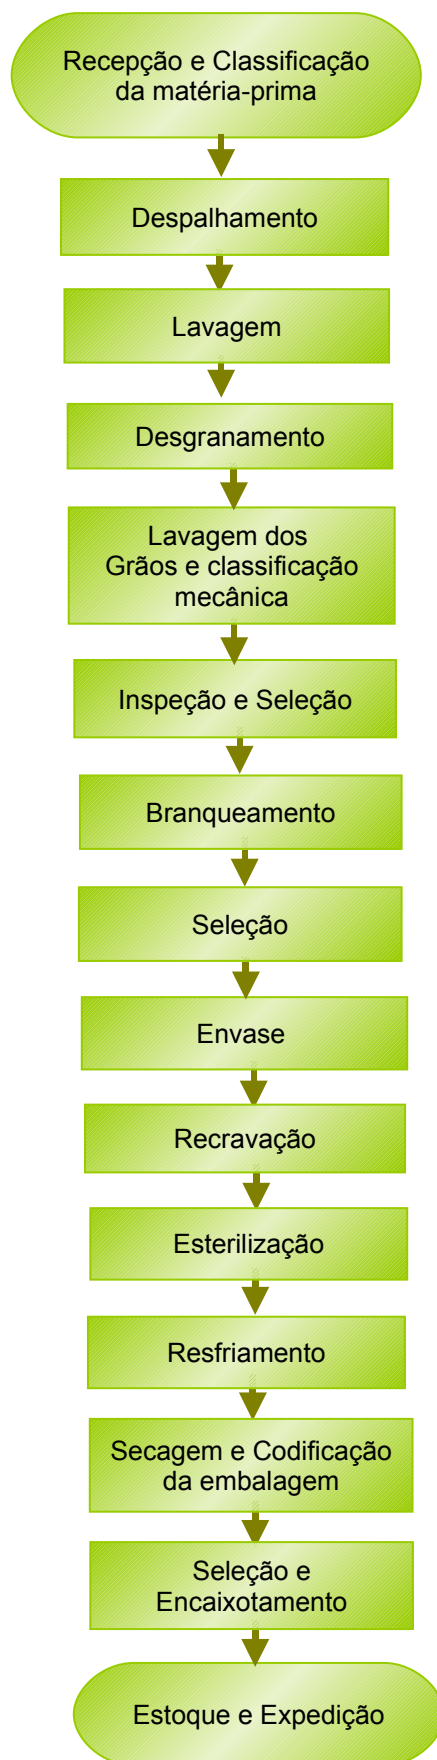 Recepção e Classificação
da matéria-prima
Despalhamento
Lavagem
Desgranamento
Lavagem dos
Grãos e classificação
mecânica
Inspeção e Seleção
Branqueamento
Seleção
Envase
Recravação
Esterilização
Resfriamento
Secagem e Codificação
da embalagem
Seleção e
Encaixotamento
Estoque e Expedição